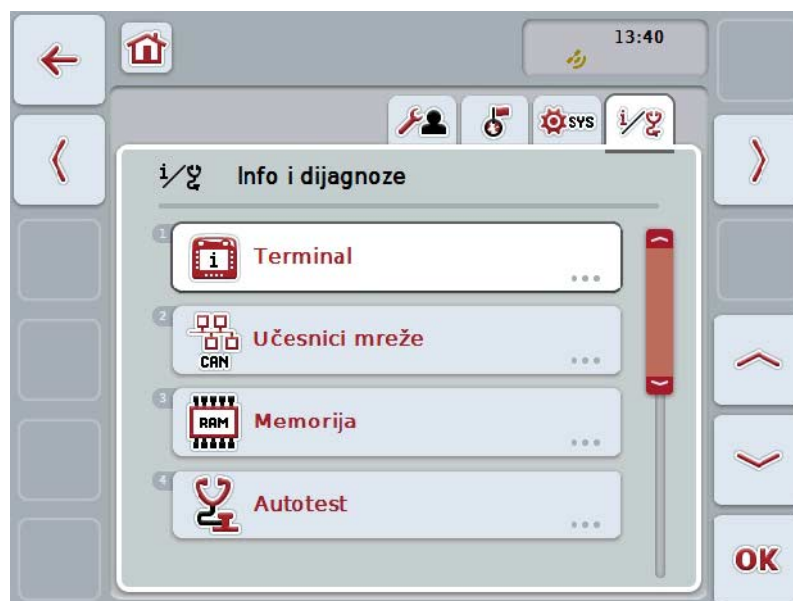 13:40
SYS
i
i Info i dijagnoze
1
i
Terminal
2
CAN
Učesnici mreže
3
RAM
Memorija
4
Autotest
OK